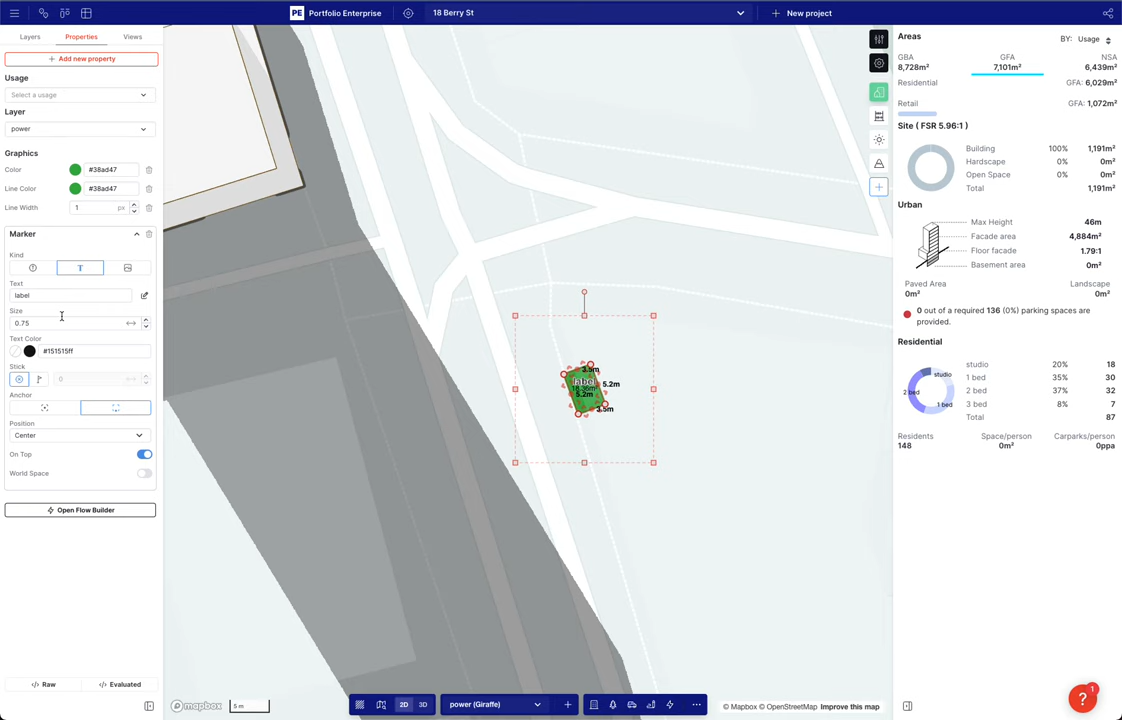 PE Portfolio Enterprise
18 Berry St
New project
Layers
Properties
Views
Add new property
Usage
Select a usage
Layer
power
Graphics
Color
#38ad47
Line Color
#38ad47
Line Width
1
px
Marker
Kind
T
Text
label
Size
0.75
Text Color
#151515ff
Stick
0
Anchor
Position
Center
On Top
World Space
Open Flow Builder
</> Raw
</> Evaluated
3.5m
label
5.2m
5.2m
3.5m
mapbox
5 m
2D
3D
power (Giraffe)
© Mapbox © OpenStreetMap Improve this map
Areas
BY: Usage
GBA
8,728m²
GFA
7,101m²
NSA
6,439m²
Residential
GFA: 6,029m²
Retail
GFA: 1,072m²
Site ( FSR 5.96:1 )
Building 100% 1,191m²
Hardscape 0% 0m²
Open Space 0% 0m²
Total 1,191m²
Urban
Max Height 46m
Facade area 4,884m²
Floor facade 1.79:1
Basement area 0m²
Paved Area
0m²
Landscape
0m²
0 out of a required 136 (0%) parking spaces are
provided.
Residential
studio
2 bed
1 bed
studio 20% 18
1 bed 35% 30
2 bed 37% 32
3 bed 8% 7
Total 87
Residents
148
Space/person
0m²
Carparks/person
0ppa
?
1